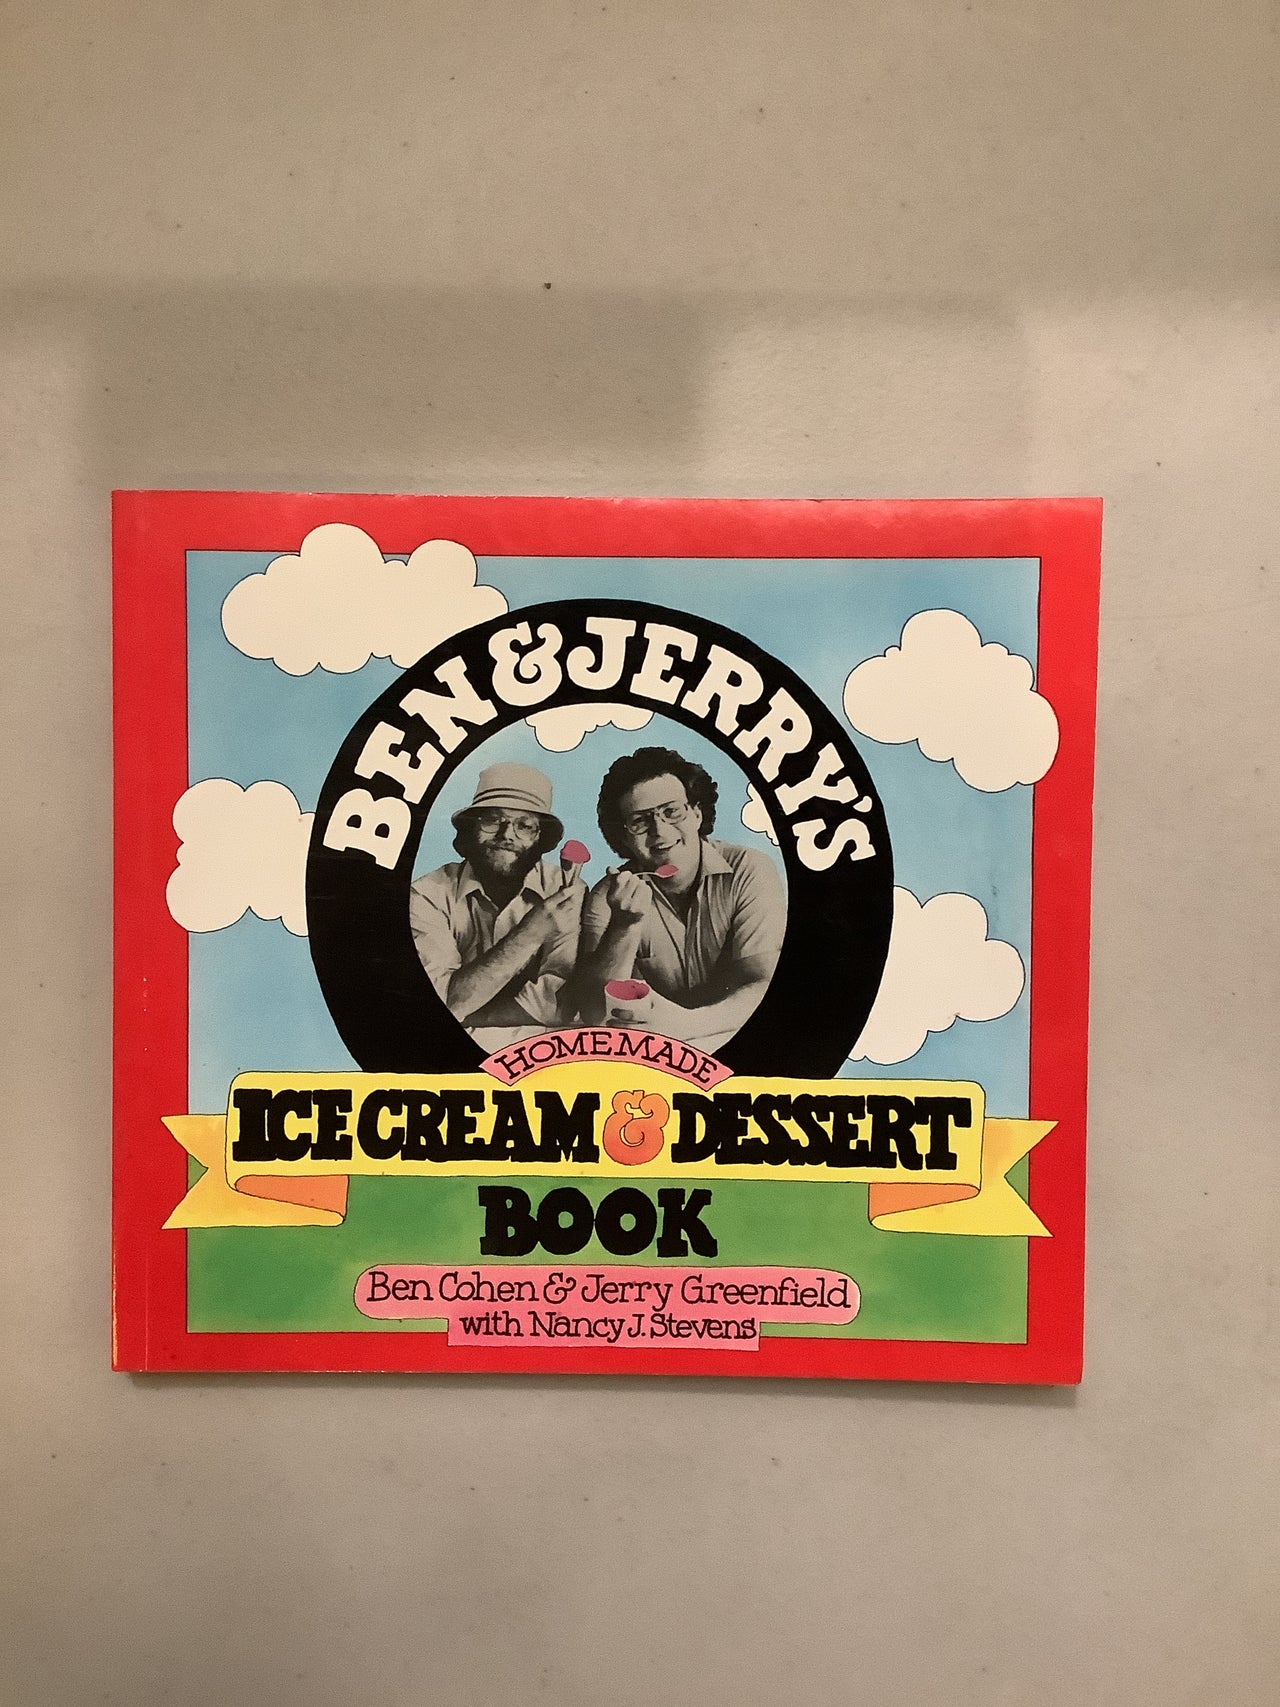 BEN & JERRY'S
HOMEMADE
ICE CREAM & DESSERT
BOOK
Ben Cohen & Jerry Greenfield
with Nancy J. Stevens